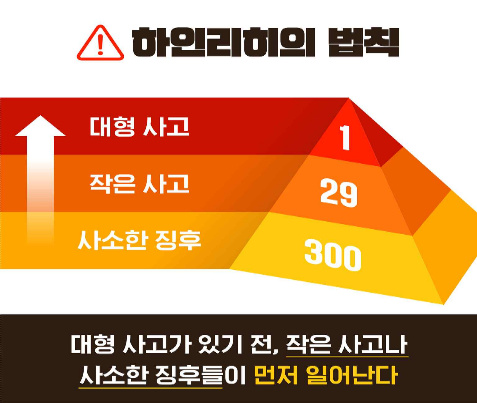 하인리히의 법칙
대형 사고
1
작은 사고
29
사소한 징후
300
대형 사고가 있기 전, 작은 사고나
사소한 징후들이 먼저 일어난다